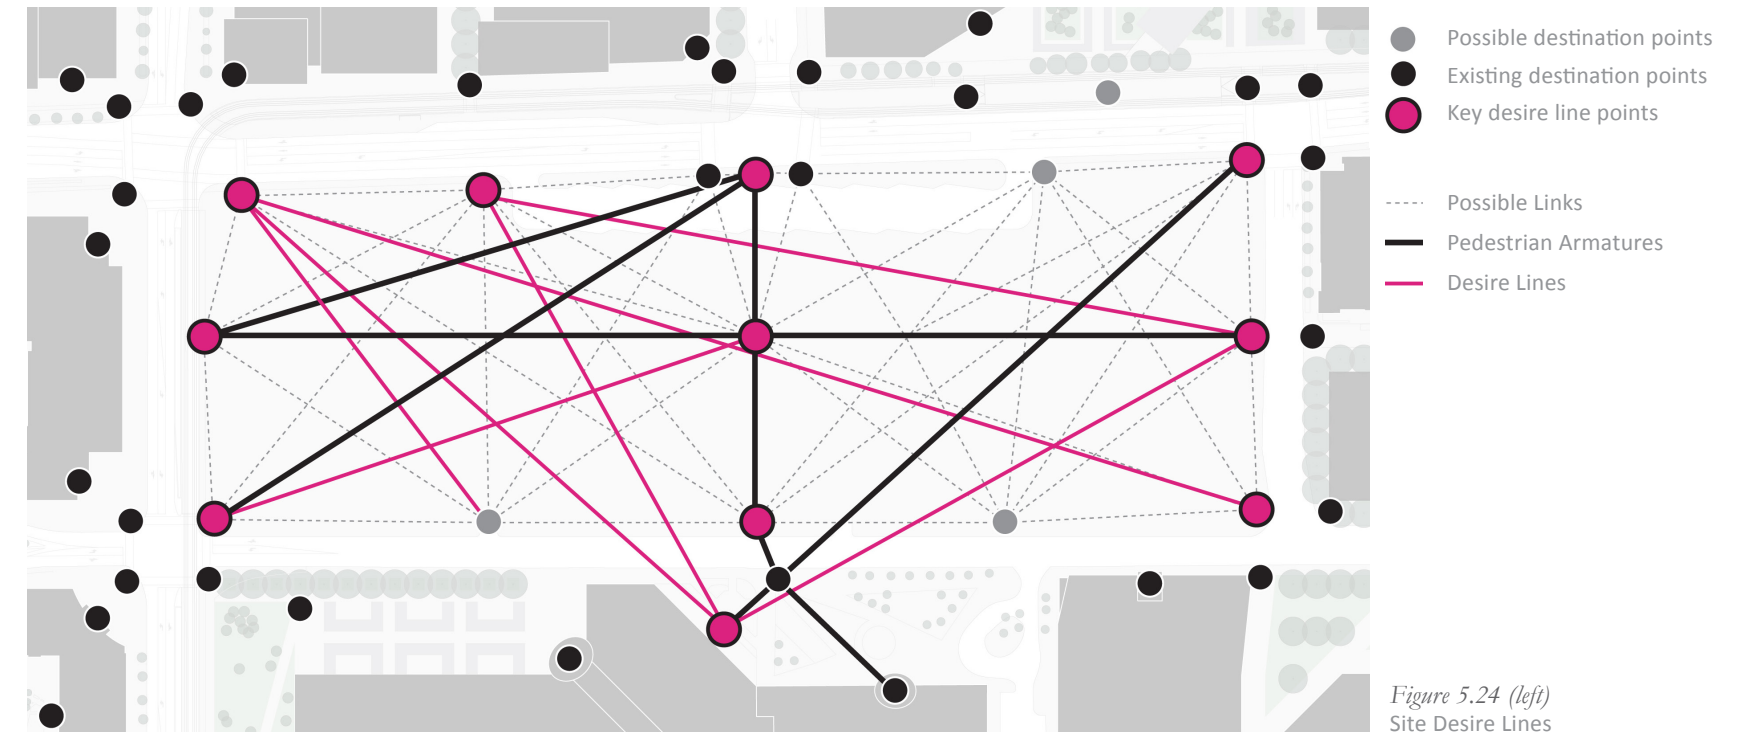 Possible destination points
Existing destination points
Key desire line points
Possible Links
Pedestrian Armatures
Desire Lines
Figure 5.24 (left)
Site Desire Lines